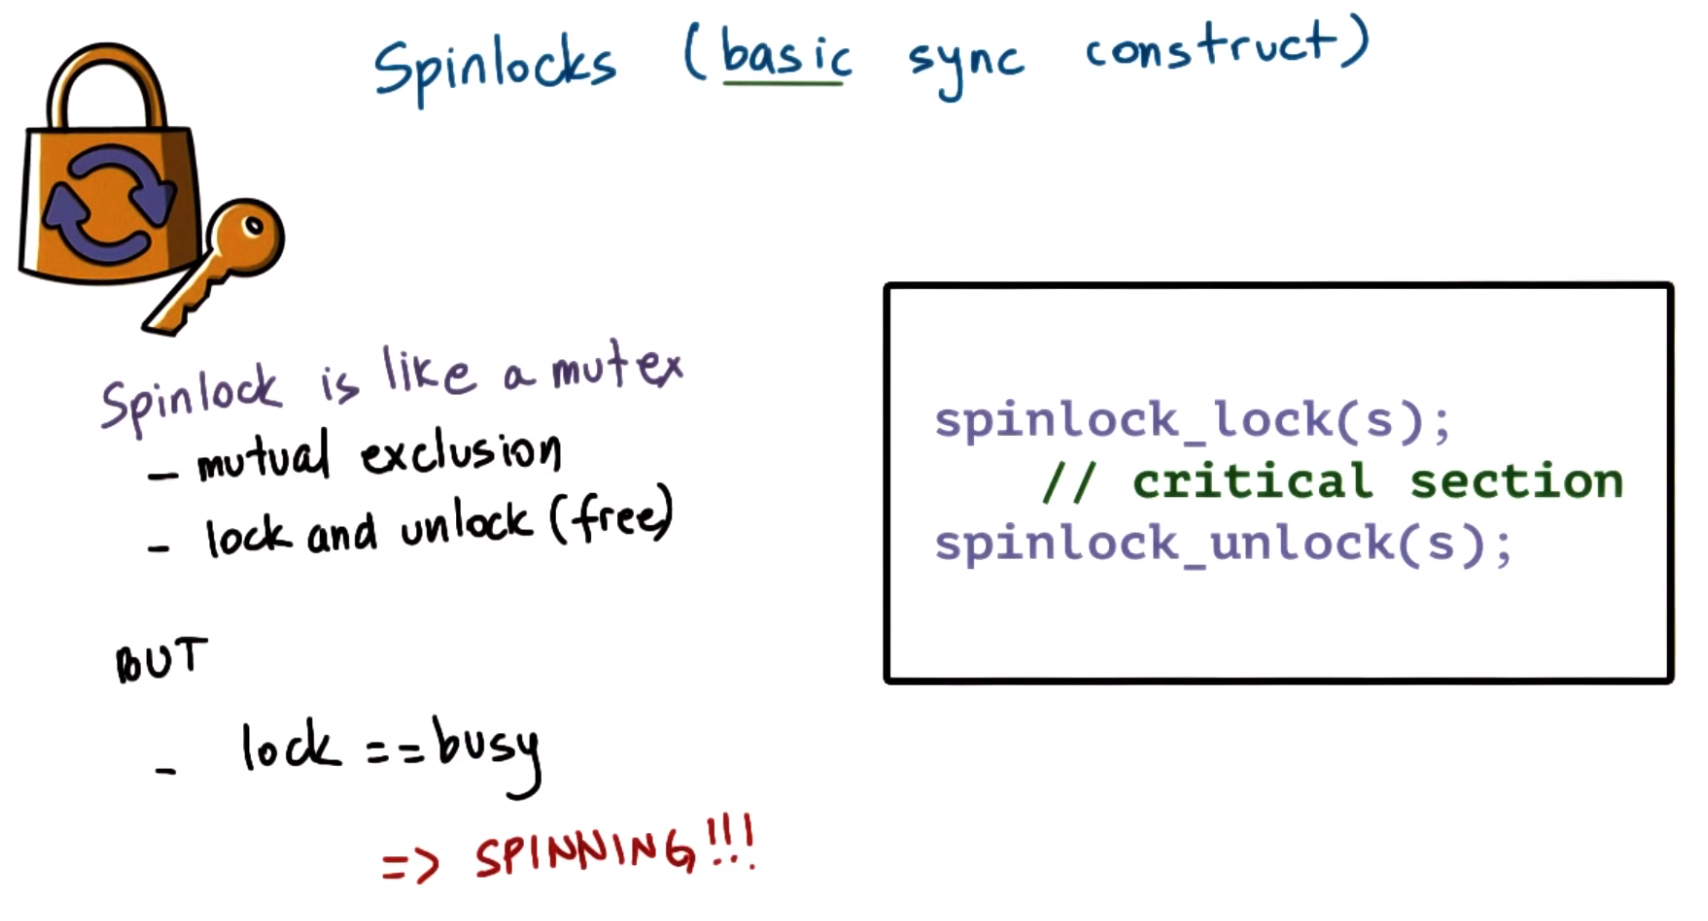 Spinlocks (basic sync construct)
Spinlock is like a mutex
- mutual exclusion
- lock and unlock (free)
BUT
- lock == busy
=> SPINNING!!!
spinlock_lock(s);
// critical section
spinlock_unlock(s);